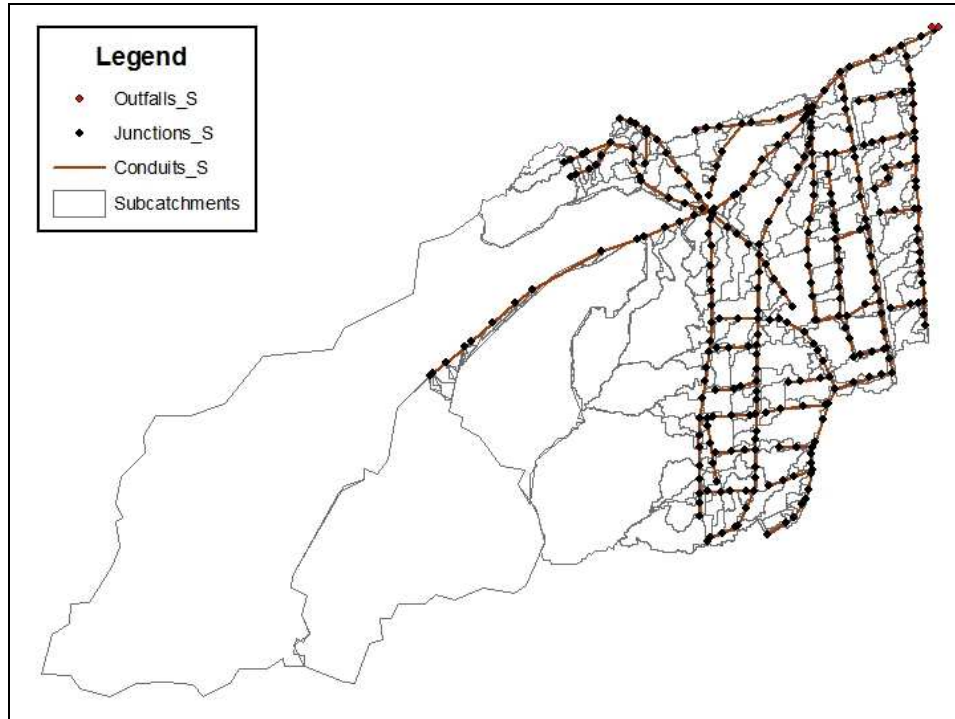 Legend
Outfalls_S
Junctions_S
Conduits_S
Subcatchments